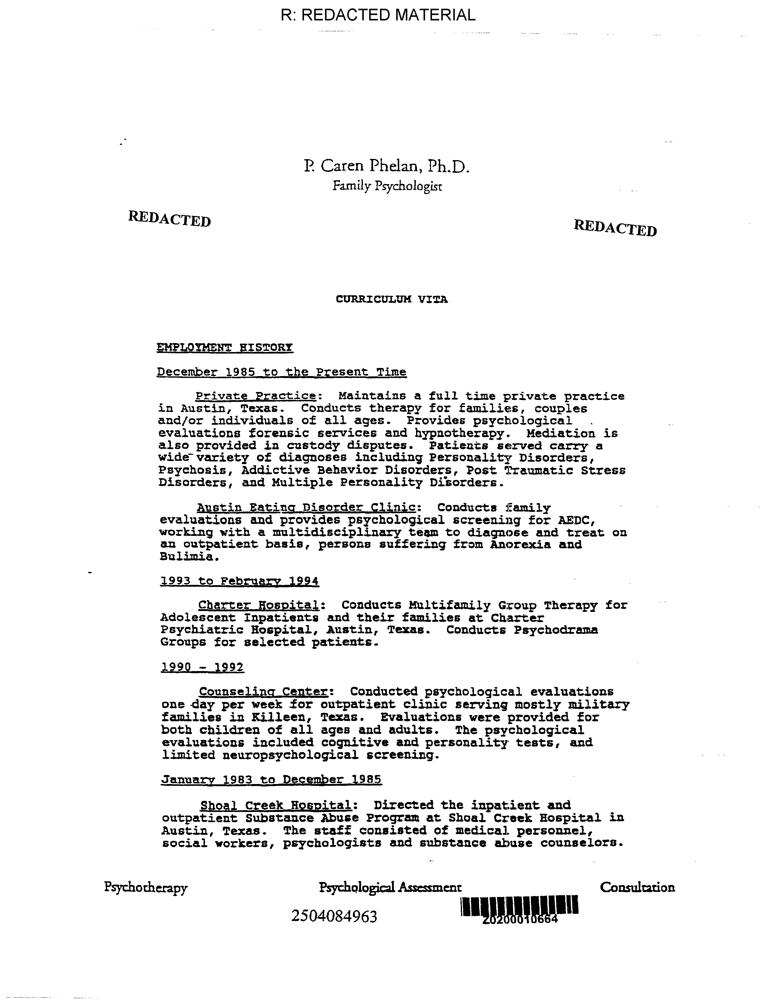 R: REDACTED MATERIAL
P. Caren Phelan, Ph.D.
Family Psychologist
REDACTED
REDACTED
CURRICULUM VITA
EMPLOYMENT HISTORY
December 1985 to the Present Time
Private Practice: Maintains a full time private practice
in Austin, Texas. Conducts therapy for families, couples
and/or individuals of all ages. Provides psychological
evaluations forensic services and hypnotherapy. Mediation is
also provided in custody disputes. Patients served carry a
wide variety of diagnoses including Personality Disorders,
Psychosis, Addictive Behavior Disorders, Post Traumatic Stress
Disorders, and Multiple Personality Disorders.
Austin Eating Disorder Clinic: Conducts family
evaluations and provides psychological screening for AEDC,
working with a multidisciplinary team to diagnose and treat on
an outpatient basis, persons suffering from Anorexia and
Bulimia.
1993 to February 1994
Charter Hospital: Conducts Multifamily Group Therapy for
Adolescent Inpatients and their families at Charter
Psychiatric Hospital, Austin, Texas. Conducts Psychodrama
Groups for selected patients.
1990 - 1992
Counseling Center: Conducted psychological evaluations
one day per week for outpatient clinic serving mostly military
families in Killeen, Texas. Evaluations were provided for
both children of all ages and adults. The psychological
evaluations included cognitive and personality tests, and
limited neuropsychological screening.
January 1983 to December 1985
Shoal Creek Hospital: Directed the inpatient and
outpatient Substance Abuse Program at Shoal Creek Hospital in
Austin, Texas. The staff consisted of medical personnel,
social workers, psychologists and substance abuse counselors.
Psychotherapy Psychological Assessment Consultation
2504084963
20200010664